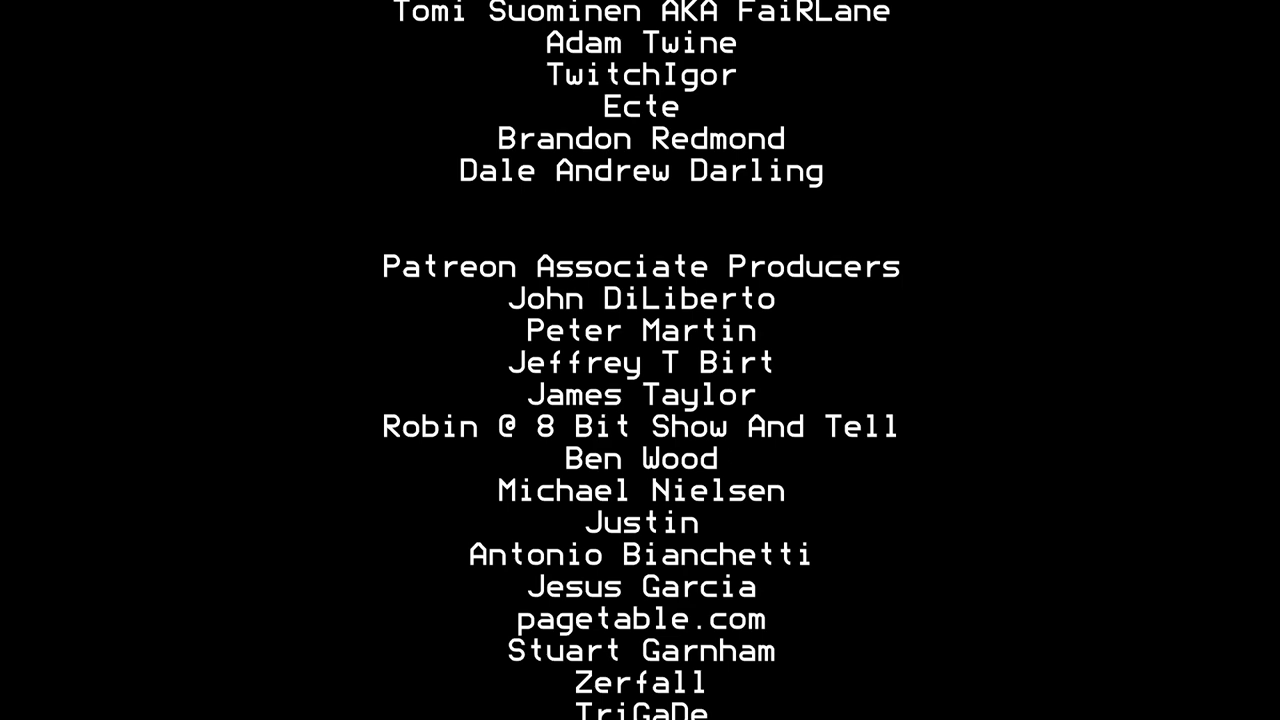 Tomi Suominen AKA FaiRLane
Adam Twine
TwitchIgor
Ecte
Brandon Redmond
Dale Andrew Darling
Patreon Associate Producers
John DiLiberto
Peter Martin
Jeffrey T Birt
James Taylor
Robin @ 8 Bit Show And Tell
Ben Wood
Michael Nielsen
Justin
Antonio Bianchetti
Jesus Garcia
pagetable.com
Stuart Garnham
Zerfall
TriGaDe